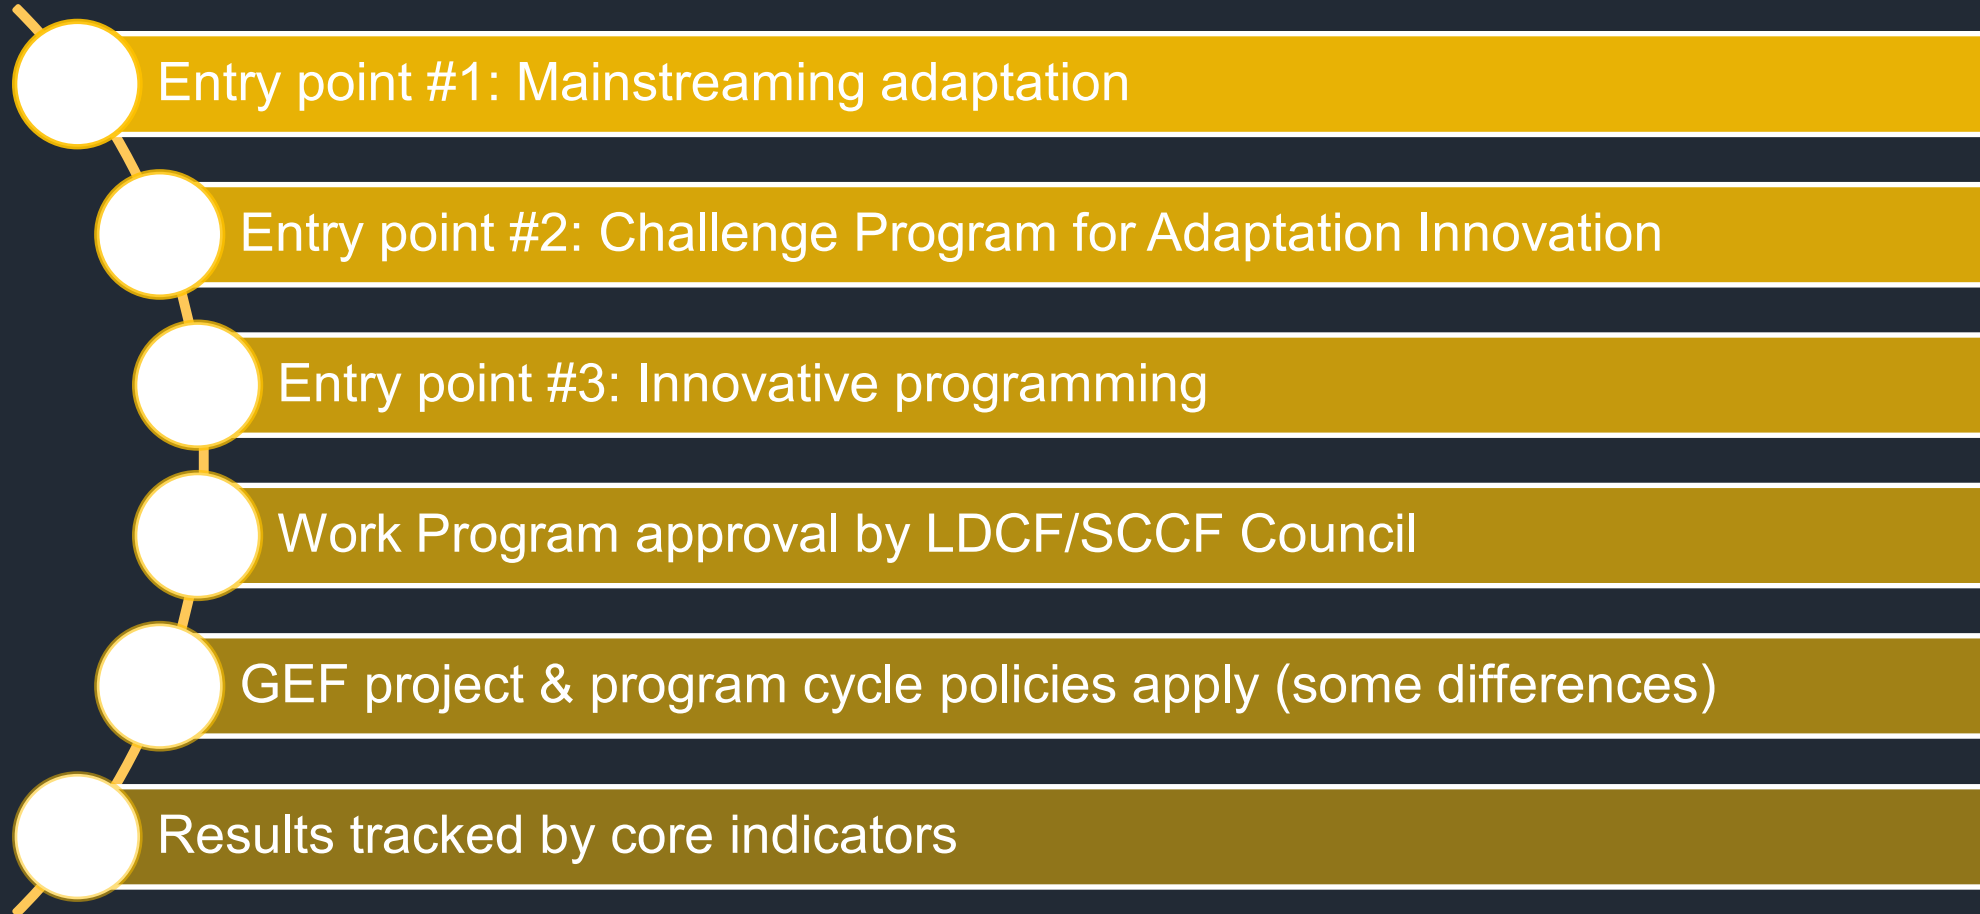 Entry point #1: Mainstreaming adaptation
Entry point #2: Challenge Program for Adaptation Innovation
Entry point #3: Innovative programming
Work Program approval by LDCF/SCCF Council
GEF project & program cycle policies apply (some differences)
Results tracked by core indicators